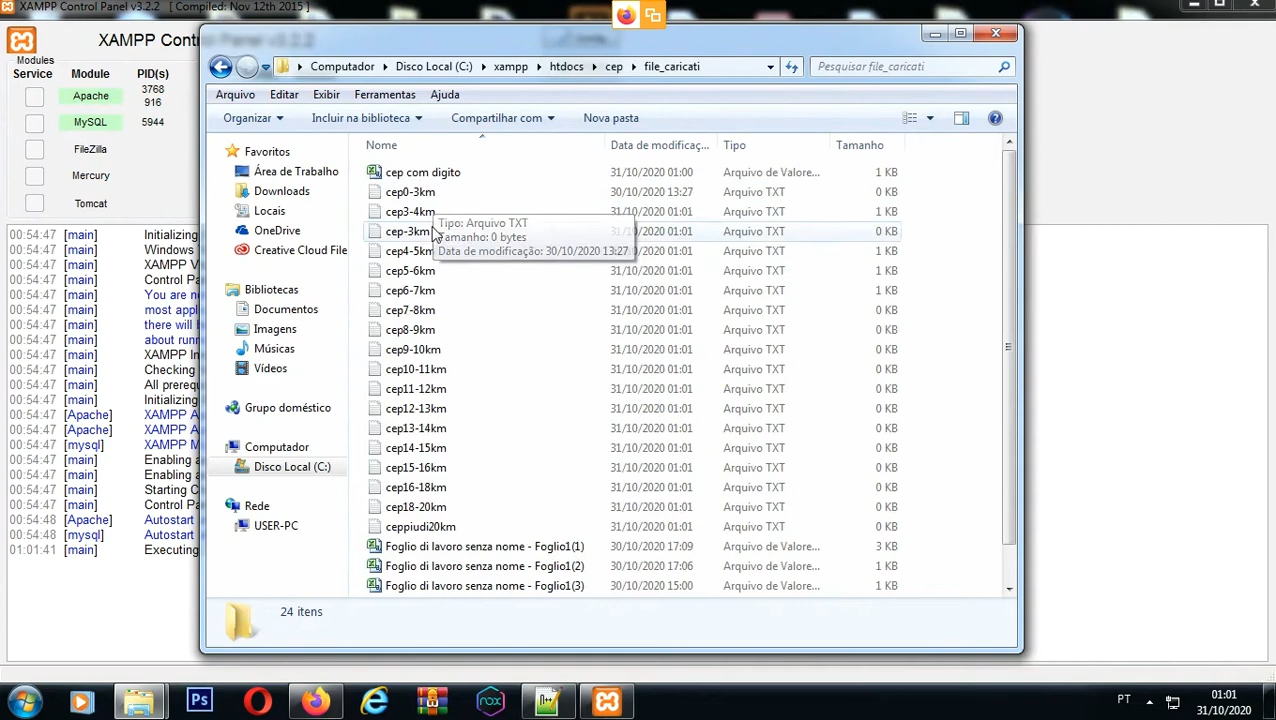 XAMPP Control Panel v3.2.2 [ Compiled: Nov 12th 2015 ]
XAMPP Contr
Modules
Service Module PID(s)
Apache 3768
916
MySQL 5944
FileZilla
Mercury
Tomcat
00:54:47 [main] Initializing
00:54:47 [main] Windows
00:54:47 [main] XAMPP V
00:54:47 [main] Control
00:54:47 [main] You are no
00:54:47 [main] most appl
00:54:47 [main] there will
00:54:47 [main] about runn
00:54:47 [main] XAMPP In
00:54:47 [main] Checking
00:54:47 [main] All prereq
00:54:47 [main] Initializing
00:54:47 [Apache] XAMPP A
00:54:47 [Apache] XAMPP A
00:54:47 [mysql] XAMPP M
00:54:47 [main] Enabling a
00:54:47 [main] Enabling a
00:54:47 [main] Starting C
00:54:47 [main] Control Pa
00:54:48 [Apache] Autostart
00:54:48 [mysql] Autostart
01:01:41 [main] Executing
Computador Disco Local (C:) xampp htdocs cep file_caricati
Pesquisar file_caricati
Arquivo Editar Exibir Ferramentas Ajuda
Organizar Incluir na biblioteca Compartilhar com Nova pasta
Favoritos
Área de Trabalho
Downloads
Locais
OneDrive
Creative Cloud File
Bibliotecas
Documentos
Imagens
Músicas
Vídeos
Grupo doméstico
Computador
Disco Local (C:)
Rede
USER-PC
Nome Data de modificaç... Tipo Tamanho
cep com digito 31/10/2020 01:00 Arquivo de Valore... 1 KB
cep0-3km 30/10/2020 13:27 Arquivo TXT 0 KB
cep3-4km 31/10/2020 01:01 Arquivo TXT 1 KB
cep-3km Arquivo TXT 0 KB
cep4-5km Arquivo TXT 0 KB
cep5-6km 31/10/2020 01:01 Arquivo TXT 1 KB
cep6-7km 31/10/2020 01:01 Arquivo TXT 1 KB
cep7-8km 31/10/2020 01:01 Arquivo TXT 0 KB
cep8-9km 31/10/2020 01:01 Arquivo TXT 0 KB
cep9-10km 31/10/2020 01:01 Arquivo TXT 0 KB
cep10-11km 31/10/2020 01:01 Arquivo TXT 0 KB
cep11-12km 31/10/2020 01:01 Arquivo TXT 0 KB
cep12-13km 31/10/2020 01:01 Arquivo TXT 0 KB
cep13-14km 31/10/2020 01:01 Arquivo TXT 0 KB
cep14-15km 31/10/2020 01:01 Arquivo TXT 0 KB
cep15-16km 31/10/2020 01:01 Arquivo TXT 0 KB
cep16-18km 31/10/2020 01:01 Arquivo TXT 0 KB
cep18-20km 31/10/2020 01:01 Arquivo TXT 0 KB
ceppiudi20km 31/10/2020 01:01 Arquivo TXT 0 KB
Foglio di lavoro senza nome - Foglio1(1) 30/10/2020 17:09 Arquivo de Valore... 3 KB
Foglio di lavoro senza nome - Foglio1(2) 30/10/2020 17:06 Arquivo de Valore... 1 KB
Foglio di lavoro senza nome - Foglio1(3) 30/10/2020 15:00 Arquivo de Valore... 1 KB
Tipo: Arquivo TXT
Tamanho: 0 bytes
Data de modificação: 30/10/2020 13:27
24 itens
Ps
nox
PT
01:01
31/10/2020